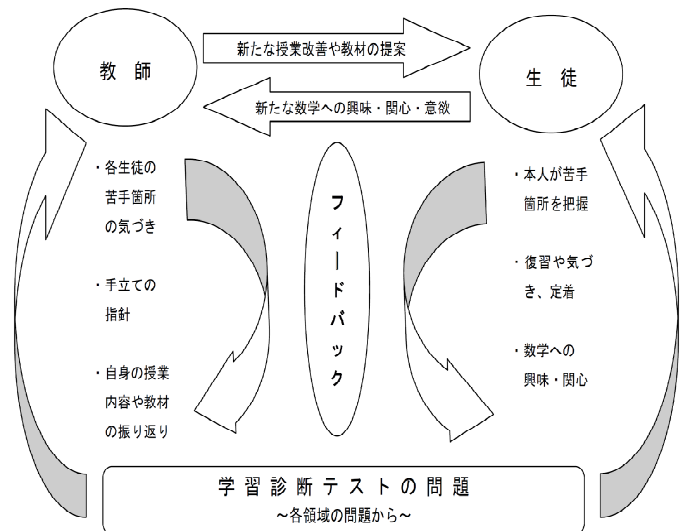 教 師
新たな授業改善や教材の提案
新たな数学への興味・関心・意欲
生 徒
・各生徒の
苦手箇所
の気づき
・手立ての
指針
・自身の授業
内容や教材
の振り返り
フィードバック
・本人が苦手
箇所を把握
・復習や気づ
き、定着
・数学への
興味・関心
学 習 診 断 テ ス ト の 問 題
～各領域の問題から～